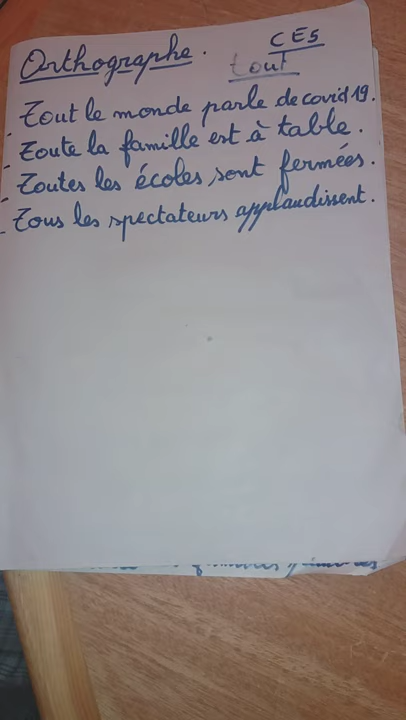 Orthographe. CE5
tout
- Tout le monde parle de covid 19.
- Toute la famille est à table.
- Toutes les écoles sont fermées.
- Tous les spectateurs applaudissent.